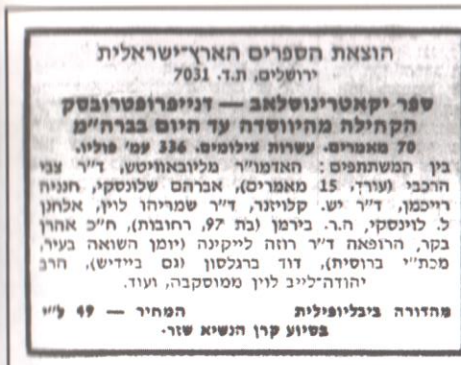 הוצאת הספרים הארץ־ישראלית
ירושלים, ת.ד. 7031
ספר יקאטרינוסלאב — דנייפרופטרובסק
הקהילה מהיווסדה עד היום בברה"מ
70 מאמרים. עשרות צילומים. 336 עמ' פוליו.
בין המשתתפים: האדמו"ר מליובאוויטש, ד"ר צבי
הרכבי (עורך, 15 מאמרים), אברהם שלונסקי, חנניה
רייכמן, ד"ר יש. קלויזנר, ד"ר שמריהו לוין, אלחנן
ל. לוינסקי, ה.ר. בירמן (בת 97, רחובות), ח"כ אהרן
בקר, הרופאה ד"ר רוזה לייקינה (יומן השואה בעיר,
מכת"י ברוסית), דוד ברגלסון (גם ביידיש), הרב
יהודה־לייב לוין ממוסקבה, ועוד.
מהדורה ביבליופילית המחיר — 49 ל"י
בסיוע קרן הנשיא שזר.